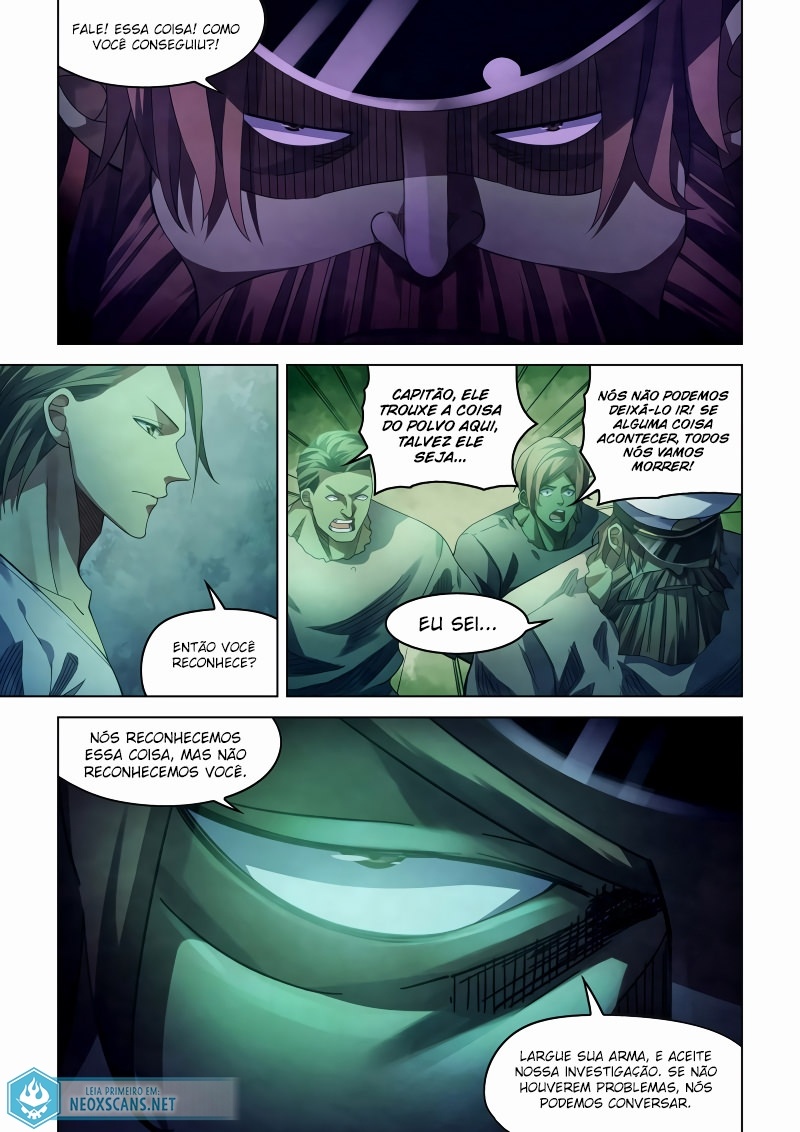 FALE! ESSA COISA! COMO
VOCÊ CONSEGUIU?!
ENTÃO VOCÊ
RECONHECE?
CAPITÃO, ELE
TROUXE A COISA
DO POLVO AQUI,
TALVEZ ELE
SEJA...
NÓS NÃO PODEMOS
DEIXÁ-LO IR! SE
ALGUMA COISA
ACONTECER, TODOS
NÓS VAMOS
MORRER!
EU SEI...
NÓS RECONHECEMOS
ESSA COISA, MAS NÃO
RECONHECEMOS VOCÊ.
LARGUE SUA ARMA, E ACEITE
NOSSA INVESTIGAÇÃO. SE NÃO
HOUVEREM PROBLEMAS, NÓS
PODEMOS CONVERSAR.
LEIA PRIMEIRO EM:
NEOXSCANS.NET